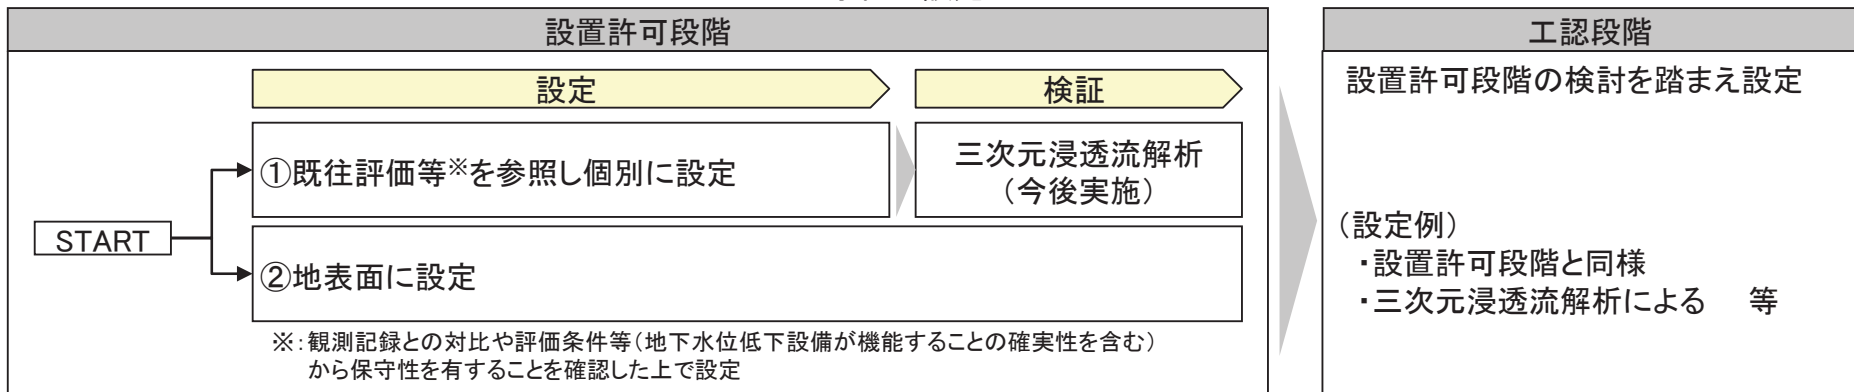 設置許可段階
設定
検証
START
①既往評価等※を参照し個別に設定
三次元浸透流解析
（今後実施）
②地表面に設定
※：観測記録との対比や評価条件等（地下水位低下設備が機能することの確実性を含む）
から保守性を有することを確認した上で設定
工認段階
設置許可段階の検討を踏まえ設定
（設定例）
・設置許可段階と同様
・三次元浸透流解析による　等